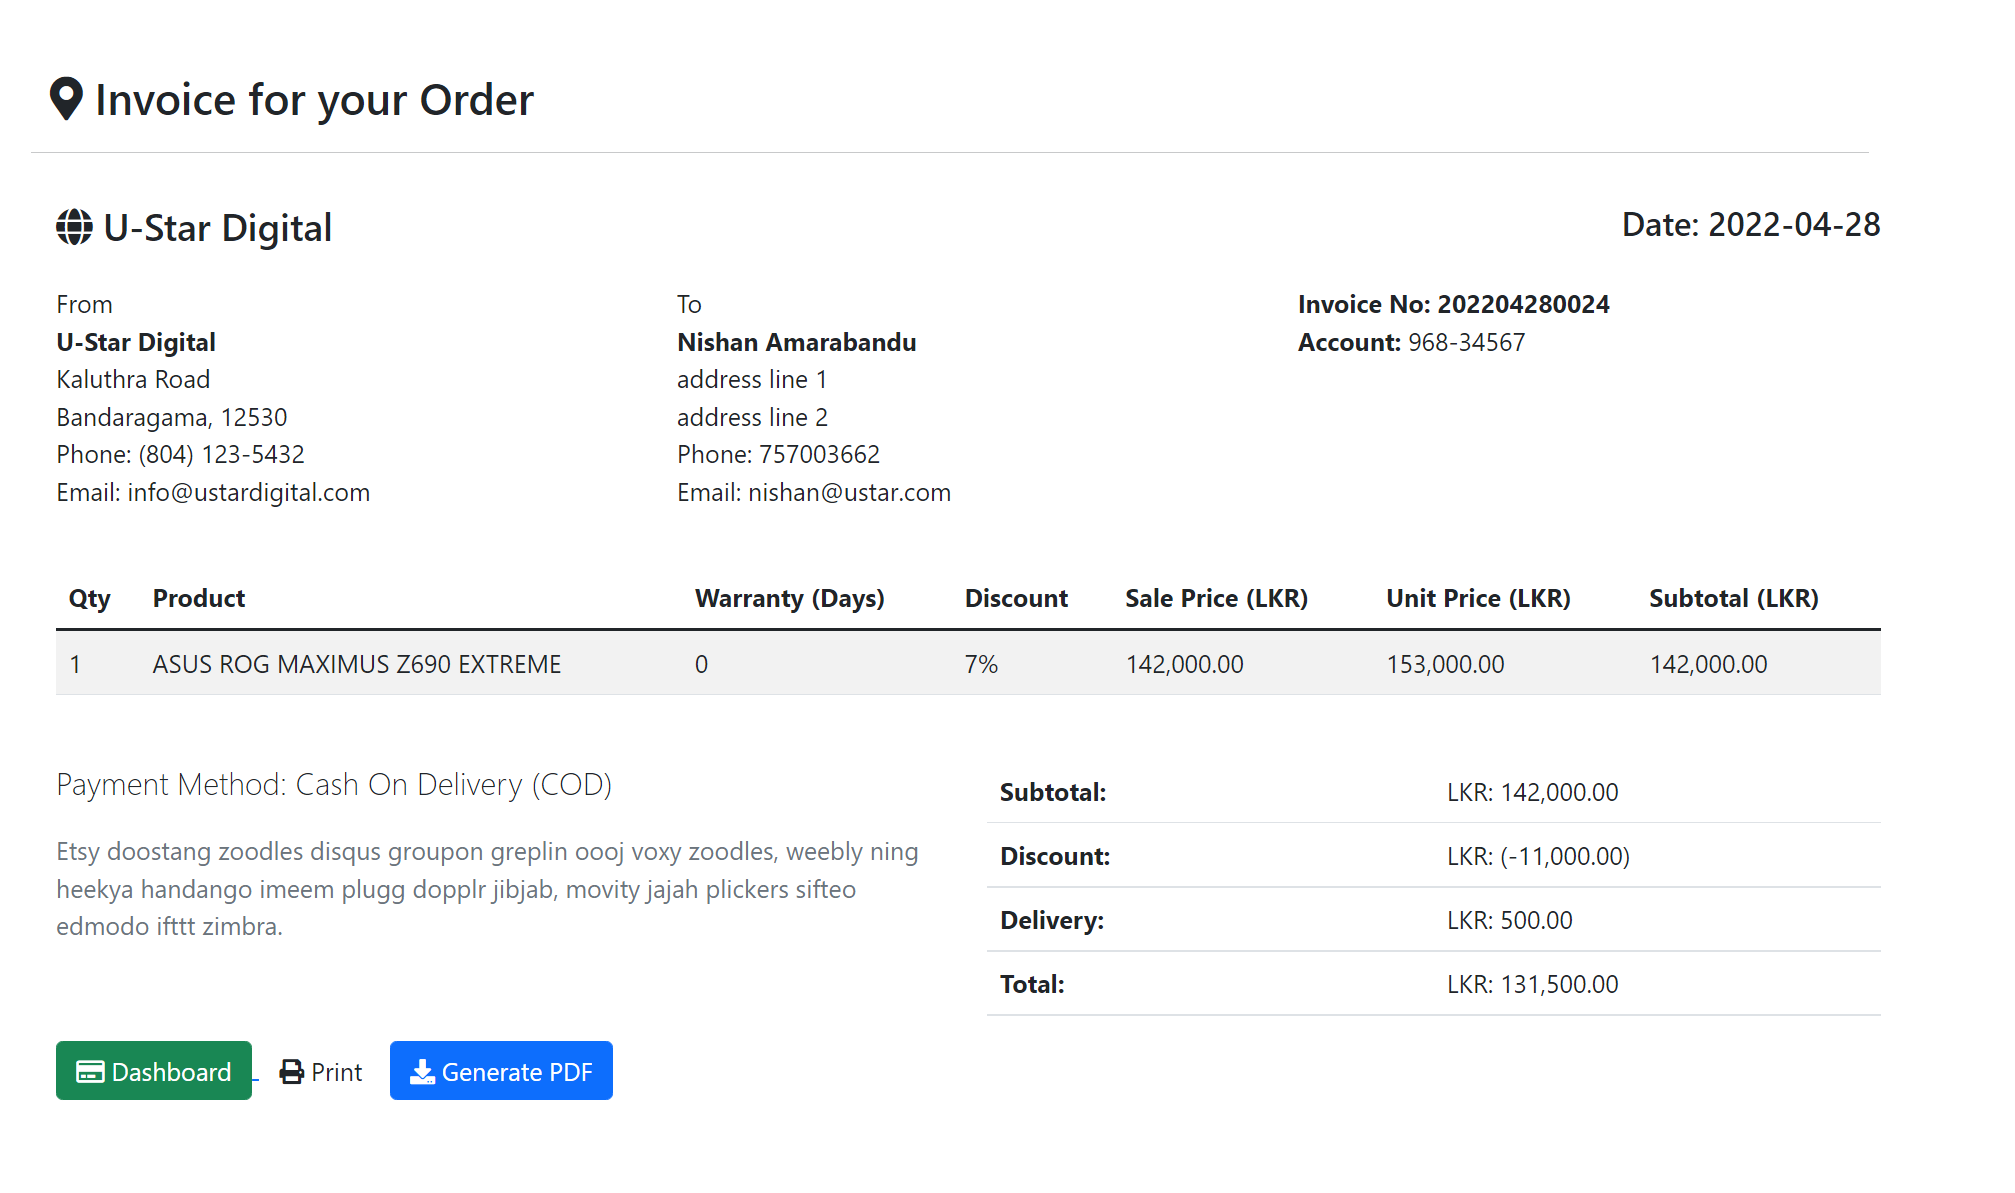 Invoice for your Order
U-Star Digital
Date: 2022-04-28
From
U-Star Digital
Kaluthra Road
Bandaragama, 12530
Phone: (804) 123-5432
Email: info@ustardigital.com
To
Nishan Amarabandu
address line 1
address line 2
Phone: 757003662
Email: nishan@ustar.com
Invoice No: 202204280024
Account: 968-34567
Qty Product Warranty (Days) Discount Sale Price (LKR) Unit Price (LKR) Subtotal (LKR)
1 ASUS ROG MAXIMUS Z690 EXTREME 0 7% 142,000.00 153,000.00 142,000.00
Payment Method: Cash On Delivery (COD)
Etsy doostang zoodles disqus groupon greplin oooj voxy zoodles, weebly ning
heekya handango imeem plugg dopplr jibjab, movity jajah plickers sifteo
edmodo ifttt zimbra.
Subtotal: LKR: 142,000.00
Discount: LKR: (-11,000.00)
Delivery: LKR: 500.00
Total: LKR: 131,500.00
Dashboard Print Generate PDF